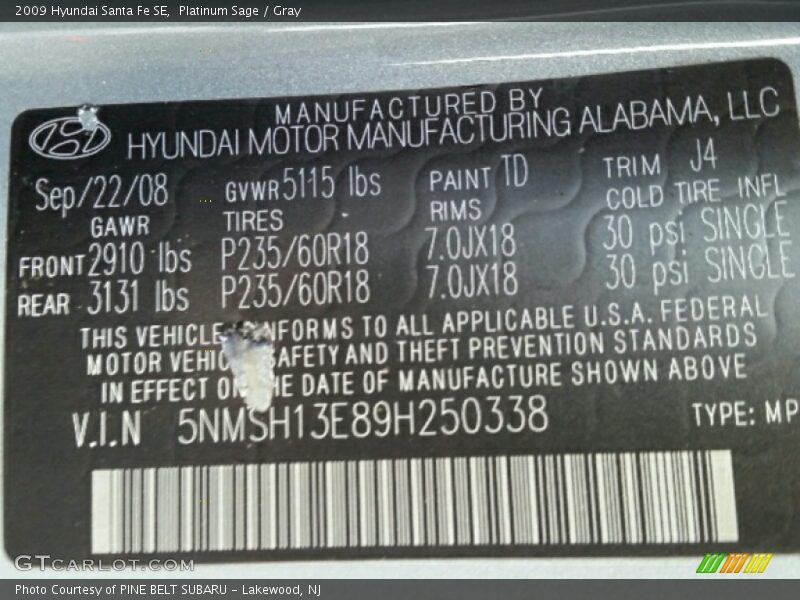 2009 Hyundai Santa Fe SE, Platinum Sage / Gray
MANUFACTURED BY
HYUNDAI MOTOR MANUFACTURING ALABAMA, LLC
Sep/22/08 GVWR 5115 lbs PAINT TD TRIM J4
GAWR TIRES RIMS COLD TIRE INFL
FRONT 2910 lbs P235/60R18 7.0JX18 30 psi SINGLE
REAR 3131 lbs P235/60R18 7.0JX18 30 psi SINGLE
THIS VEHICLE NFORMS TO ALL APPLICABLE U.S.A. FEDERAL
MOTOR VEHIC SAFETY AND THEFT PREVENTION STANDARDS
IN EFFECT O HE DATE OF MANUFACTURE SHOWN ABOVE
V.I.N 5NMSH13E89H250338 TYPE: MP
GTCARLOT.COM
Photo Courtesy of PINE BELT SUBARU - Lakewood, NJ